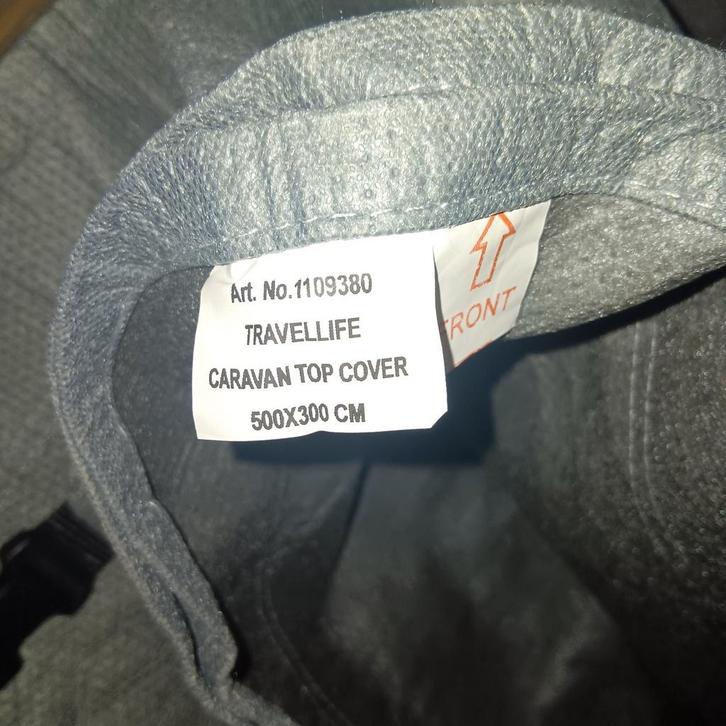 Art. No.1109380
TRAVELLIFE
CARAVAN TOP COVER
500X300 CM
FRONT